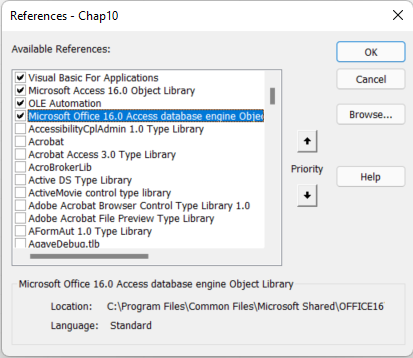 References - Chap10
Available References:
OK
Visual Basic For Applications
Microsoft Access 16.0 Object Library
OLE Automation
Microsoft Office 16.0 Access database engine Objec
AccessibilityCplAdmin 1.0 Type Library
Acrobat
Acrobat Access 3.0 Type Library
AcroBrokerLib
Active DS Type Library
ActiveMovie control type library
Adobe Acrobat Browser Control Type Library 1.0
Adobe Acrobat File Preview Type Library
AFormAut 1.0 Type Library
AgaveDebug.tlb
Cancel
Browse...
Priority
Help
Microsoft Office 16.0 Access database engine Object Library
Location: C:\Program Files\Common Files\Microsoft Shared\OFFICE16\
Language: Standard